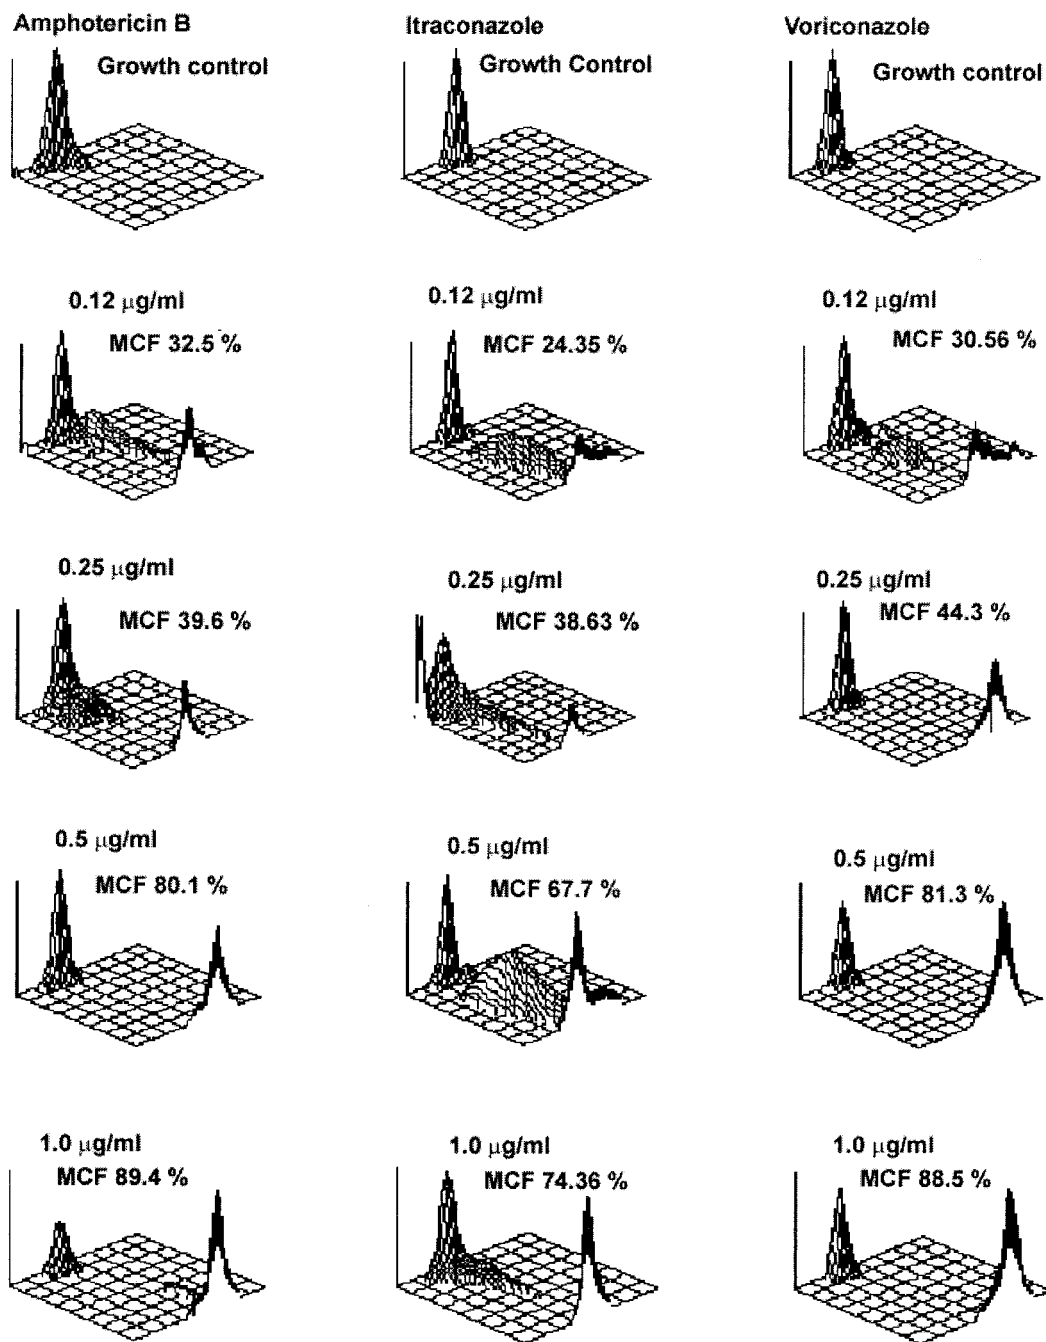 Amphotericin B
Itraconazole
Voriconazole
Growth control
Growth Control
Growth control
0.12 μg/ml
0.12 μg/ml
0.12 μg/ml
MCF 32.5 %
MCF 24.35 %
MCF 30.56 %
0.25 μg/ml
0.25 μg/ml
0.25 μg/ml
MCF 39.6 %
MCF 38.63 %
MCF 44.3 %
0.5 μg/ml
0.5 μg/ml
0.5 μg/ml
MCF 80.1 %
MCF 67.7 %
MCF 81.3 %
1.0 μg/ml
1.0 μg/ml
1.0 μg/ml
MCF 89.4 %
MCF 74.36 %
MCF 88.5 %